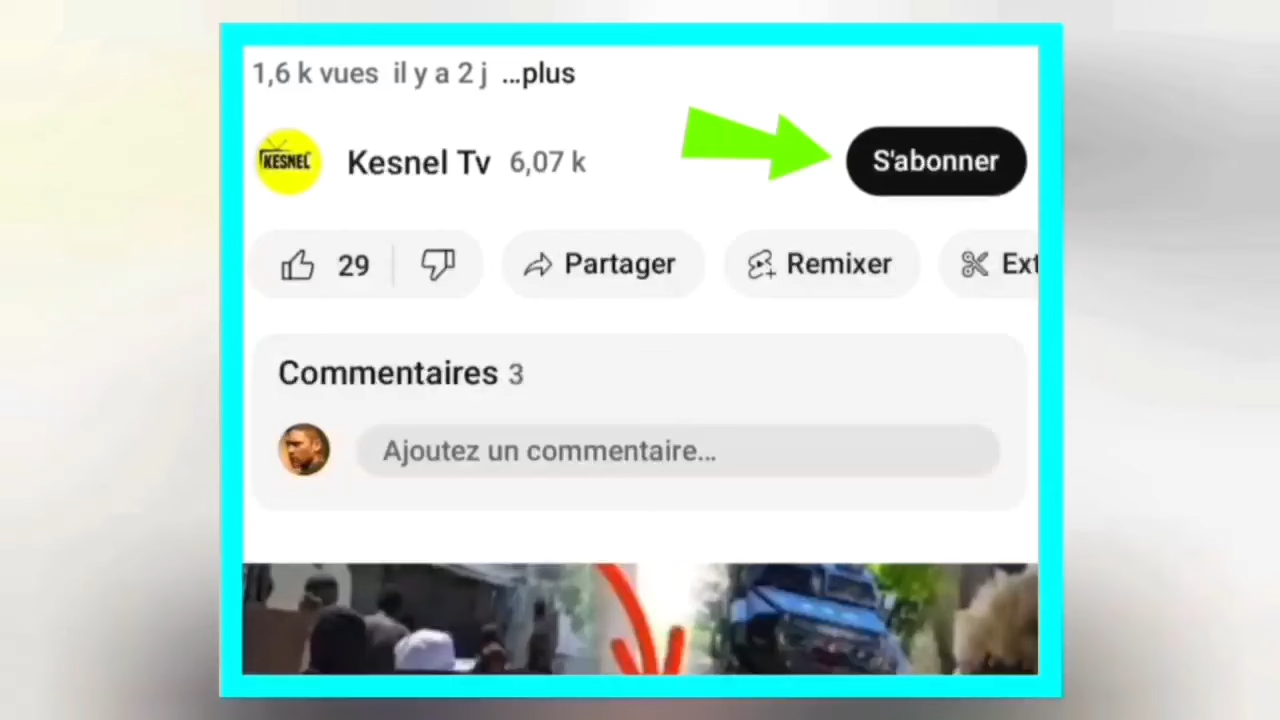 1,6 k vues il y a 2 j ...plus
KESNEL
Kesnel Tv 6,07 k
S'abonner
29
Partager
Remixer
Ext
Commentaires 3
Ajoutez un commentaire...